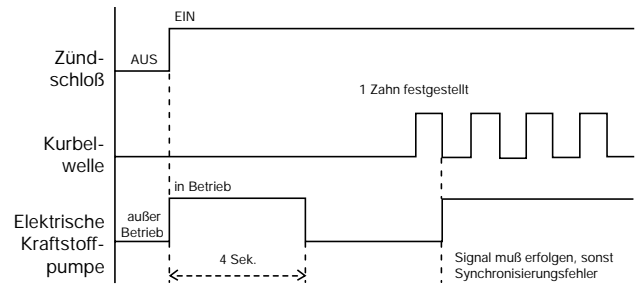 EIN
Zünd-
schloß
AUS
1 Zahn festgestellt
Kurbel-
welle
in Betrieb
Elektrische
Kraftstoff-
pumpe
außer
Betrieb
4 Sek.
Signal muß erfolgen, sonst
Synchronisierungsfehler